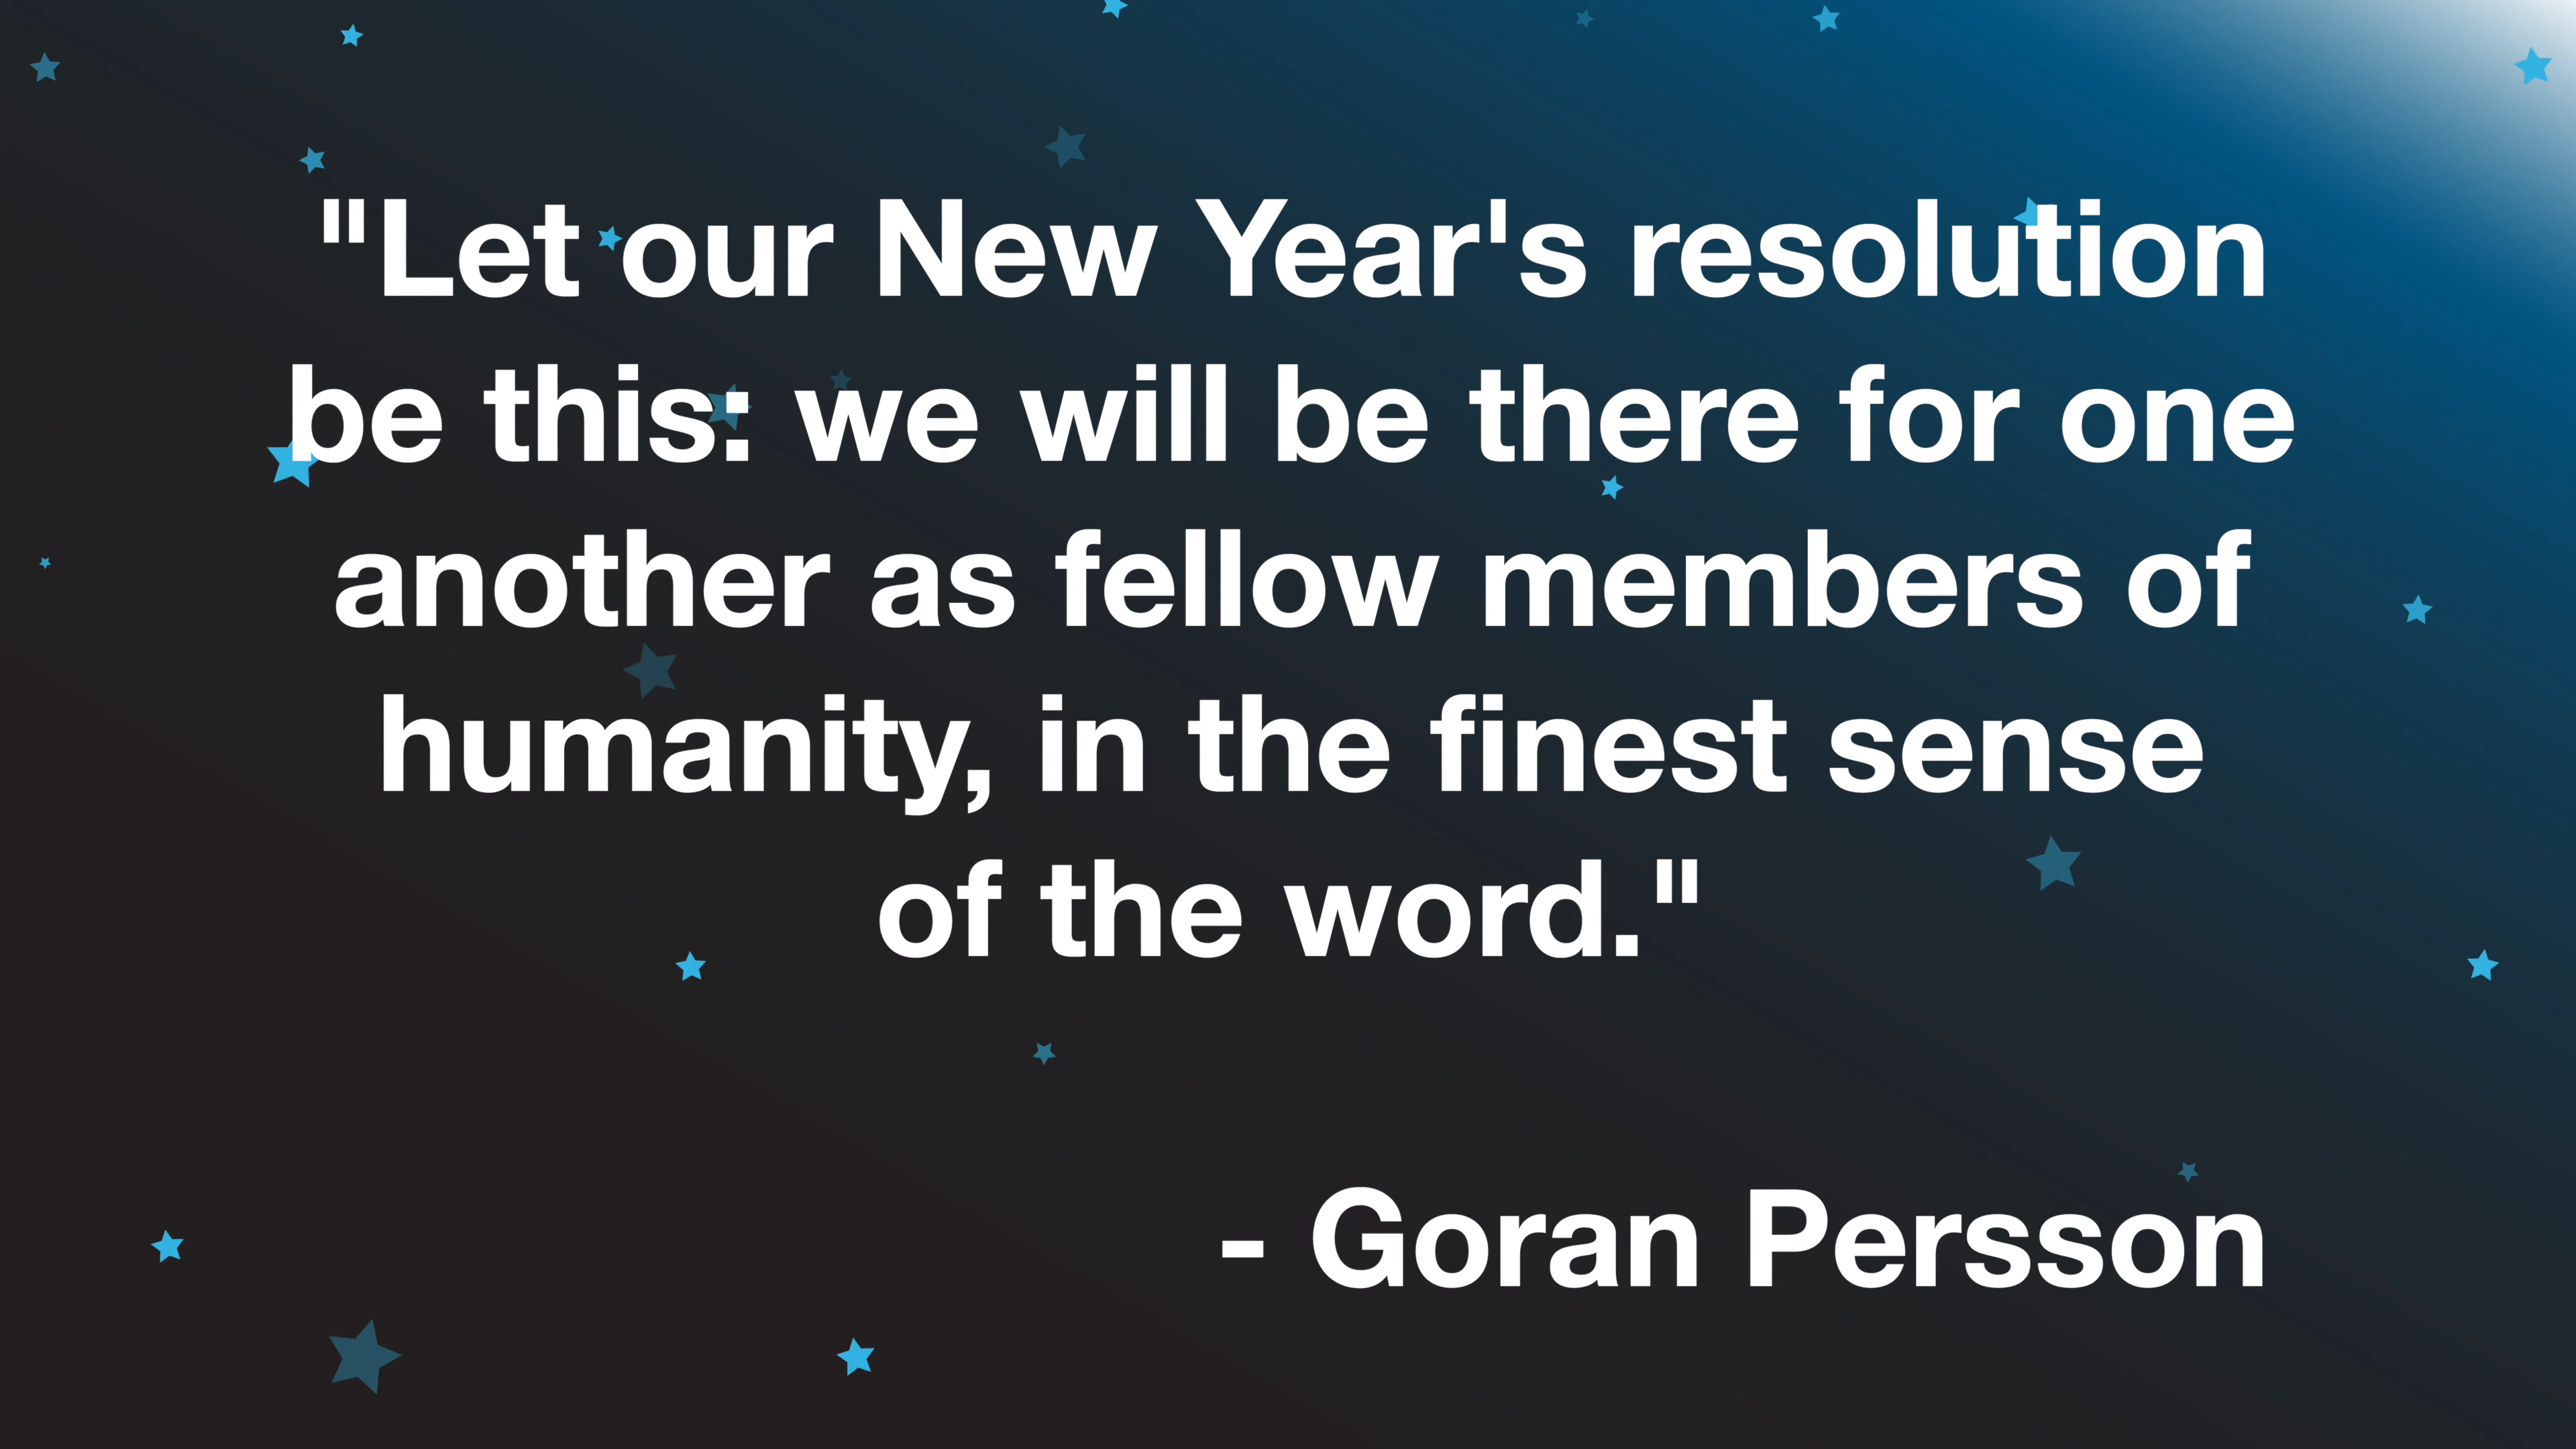 "Let our New Year's resolution
be this: we will be there for one
another as fellow members of
humanity, in the finest sense
of the word."
- Goran Persson